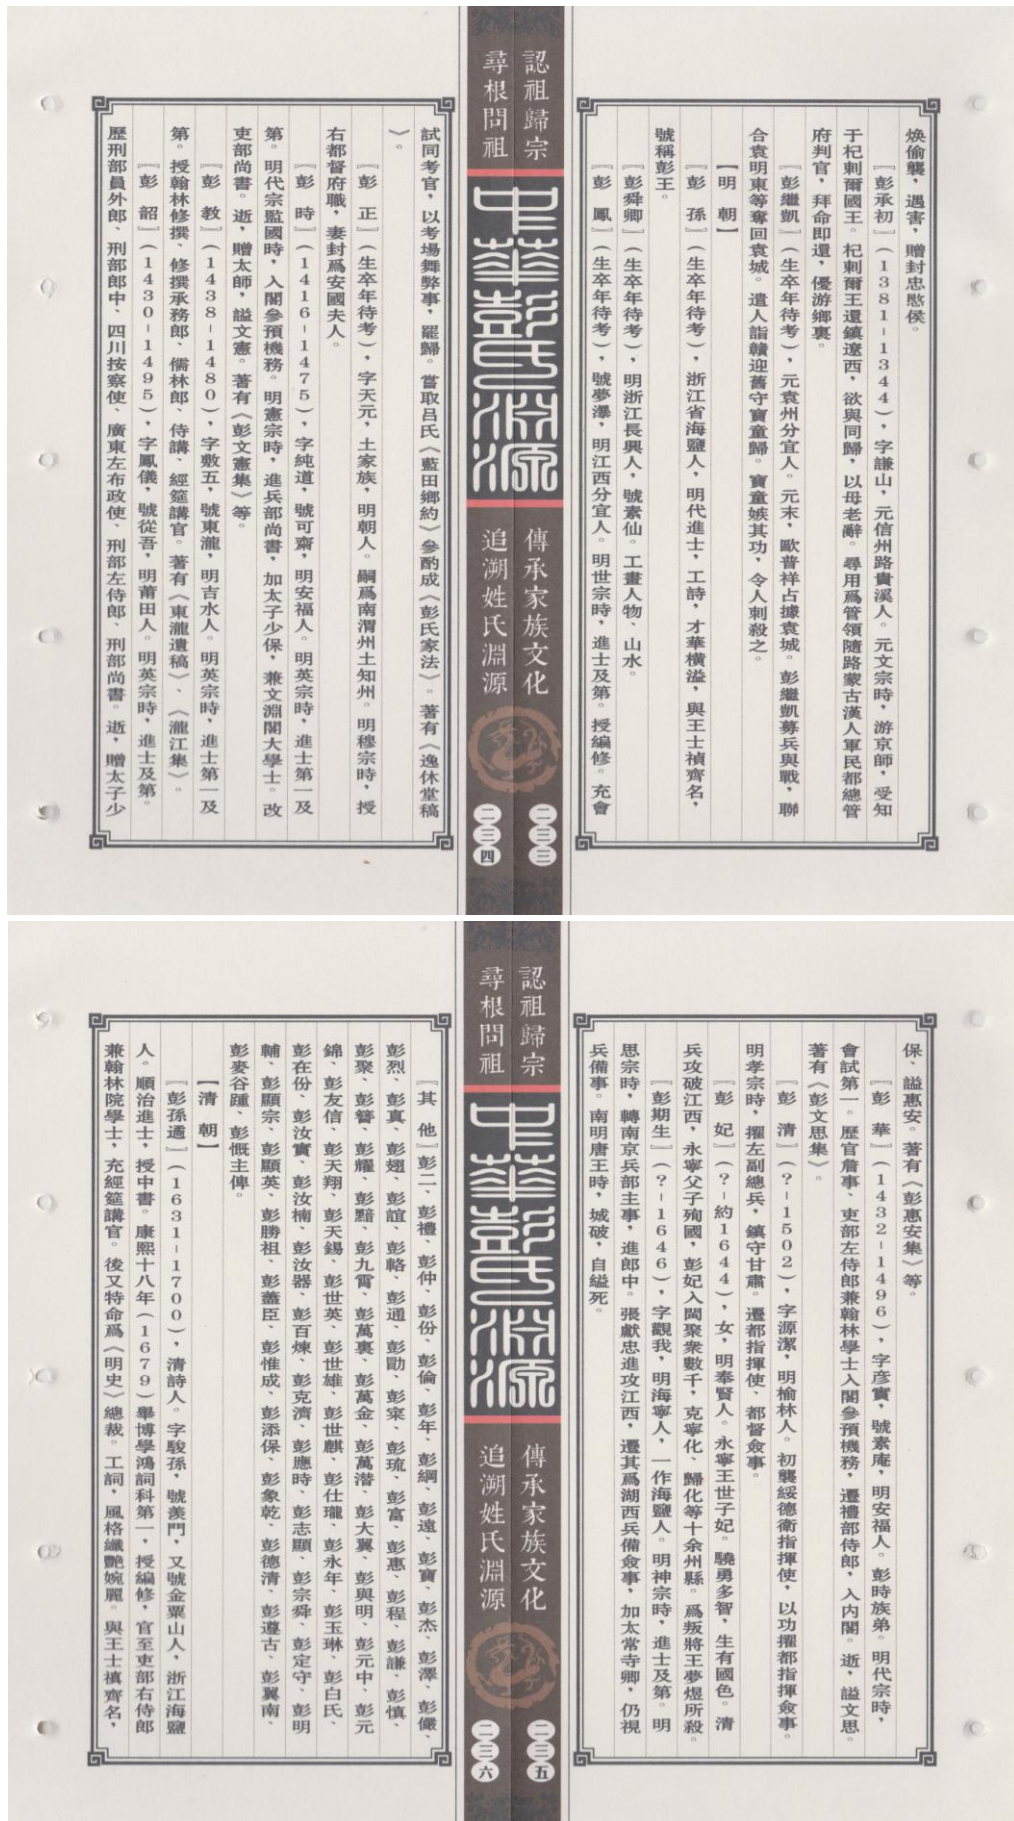 焕偷襲，遇害，贈封忠愍侯。
〖彭承初〗（1381-1344），字謙山，元信州路貴溪人。元文宗時，游京師，受知
于杞剌爾國王。杞剌爾王還鎮遼西，欲與同歸，以母老辭。尋用爲管領隨路蒙古漢人軍民都總管
府判官，拜命即還，優游鄉裏。
〖彭繼凱〗（生卒年待考），元袁州分宜人。元末，歐普祥占據袁城。彭繼凱募兵與戰，聯
合袁明東等奪回袁城。遣人詣贛迎舊守寶童歸。寶童嫉其功，令人刺殺之。
【明 朝】
〖彭 孫〗（生卒年待考），浙江省海鹽人，明代進士，工詩，才華橫溢，與王士禎齊名，
號稱彭王。
〖彭舜卿〗（生卒年待考），明浙江長興人，號素仙。工畫人物、山水。
〖彭 鳳〗（生卒年待考），號夢瀑，明江西分宜人。明世宗時，進士及第。授編修。充會
認祖歸宗
尋根問祖
中華彭氏淵源
傳承家族文化
追溯姓氏淵源
二二三三
二二三四
試同考官，以考場舞弊事，罷歸。嘗取吕氏《藍田鄉約》參酌成《彭氏家法》。著有《逸休堂稿
》。
〖彭 正〗（生卒年待考），字天元，土家族，明朝人。嗣爲南渭州土知州。明穆宗時，授
右都督府職，妻封爲安國夫人。
〖彭 時〗（1416-1475），字純道，號可齋，明安福人。明英宗時，進士第一及
第。明代宗監國時，入閣參預機務。明憲宗時，進兵部尚書，加太子少保，兼文淵閣大學士。改
吏部尚書。逝，贈太師，謚文憲。著有《彭文憲集》等。
〖彭 教〗（1438-1480），字敷五，號東瀧，明吉水人。明英宗時，進士第一及
第。授翰林修撰、修撰承務郎、儒林郎、侍講、經筵講官。著有《東瀧遺稿》、《瀧江集》。
〖彭 韶〗（1430-1495），字鳳儀，號從吾，明莆田人。明英宗時，進士及第。
歷刑部員外郎、刑部郎中、四川按察使、廣東左布政使、刑部左侍郎、刑部尚書。逝，贈太子少
保、謚惠安。著有《彭惠安集》等。
〖彭 華〗（1432-1496），字彦實，號素庵，明安福人。彭時族弟。明代宗時，
會試第一。歷官詹事、吏部左侍郎兼翰林學士入閣參預機務，遷禮部侍郎，入内閣。逝，謚文思。
著有《彭文思集》。
〖彭 清〗（?-1502），字源潔，明榆林人。初襲綏德衛指揮使，以功擢都指揮僉事。
明孝宗時，擢左副總兵，鎮守甘肅。遷都指揮使、都督僉事。
〖彭 妃〗（?-約1644），女，明奉賢人。永寧王世子妃。驍勇多智，生有國色。清
兵攻破江西，永寧父子殉國，彭妃入閩聚衆數千，克寧化、歸化等十余州縣。爲叛將王夢煜所殺。
〖彭期生〗（?-1646），字觀我，明海寧人，一作海鹽人。明神宗時，進士及第。明
思宗時，轉南京兵部主事，進郎中。張獻忠進攻江西，遷其爲湖西兵備僉事，加太常寺卿，仍視
兵備事。南明唐王時，城破，自縊死。
認祖歸宗
尋根問祖
中華彭氏淵源
傳承家族文化
追溯姓氏淵源
二二三五
二二三六
〖其 他〗彭二、彭禮、彭仲、彭份、彭倫、彭年、彭綱、彭遠、彭寶、彭杰、彭澤、彭儼、
彭烈、彭真、彭翅、彭誼、彭輅、彭通、彭勖、彭寀、彭琉、彭富、彭惠、彭程、彭謙、彭慎、
彭聚、彭簪、彭耀、彭黯、彭九霄、彭萬裏、彭萬金、彭萬潜、彭大翼、彭與明、彭元中、彭元
錦、彭友信、彭天翔、彭天錫、彭世英、彭世雄、彭世麒、彭仕瓏、彭永年、彭玉琳、彭白氏、
彭在份、彭汝實、彭汝楠、彭汝器、彭百煉、彭克濟、彭應時、彭志顯、彭宗舜、彭定守、彭明
輔、彭顯宗、彭顯英、彭勝祖、彭藎臣、彭惟成、彭添保、彭象乾、彭德清、彭遵古、彭翼南、
彭麥谷踵、彭慨主俾。
【清 朝】
〖彭孫遹〗（1631-1700），清詩人。字駿孫，號羨門，又號金粟山人，浙江海鹽
人。順治進士，授中書。康熙十八年（1679）舉博學鴻詞科第一，授編修，官至吏部右侍郎
兼翰林院學士，充經筵講官。後又特命爲《明史》總裁。工詞，風格纖艷婉麗。與王士禛齊名，